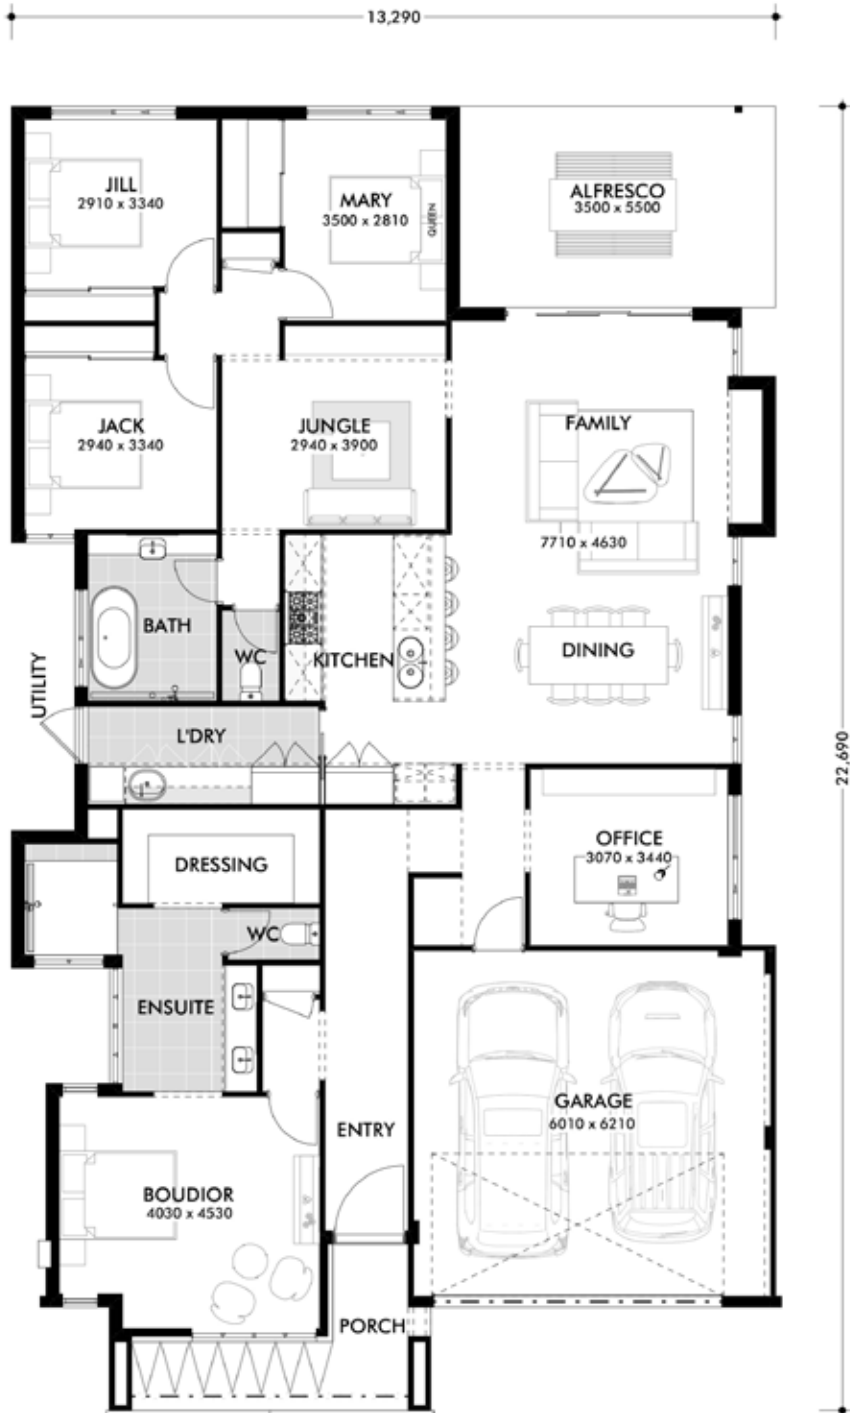 13,290
JILL
2910 x 3340
MARY
3500 x 2810
QUEEN
ALFRESCO
3500 x 5500
JACK
2940 x 3340
JUNGLE
2940 x 3900
FAMILY
7710 x 4630
BATH
WC
KITCHEN
DINING
UTILITY
L'DRY
22,690
DRESSING
OFFICE
3070 x 3440
WC
ENSUITE
GARAGE
6010 x 6210
ENTRY
BOUDIOR
4030 x 4530
PORCH